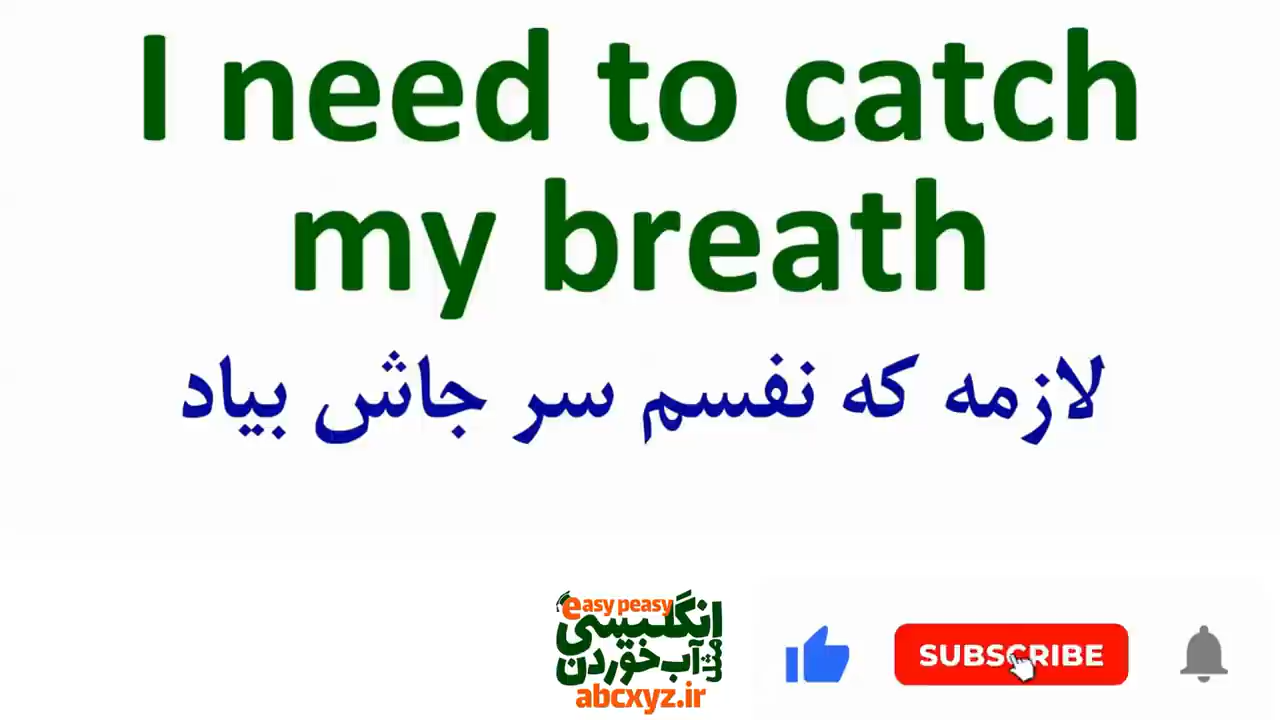 I need to catch
my breath
لازمه که نفسم سر جاش بیاد
easy peasy
انگلیسی
مثل آب خوردن
abcxyz.ir
SUBSCRIBE